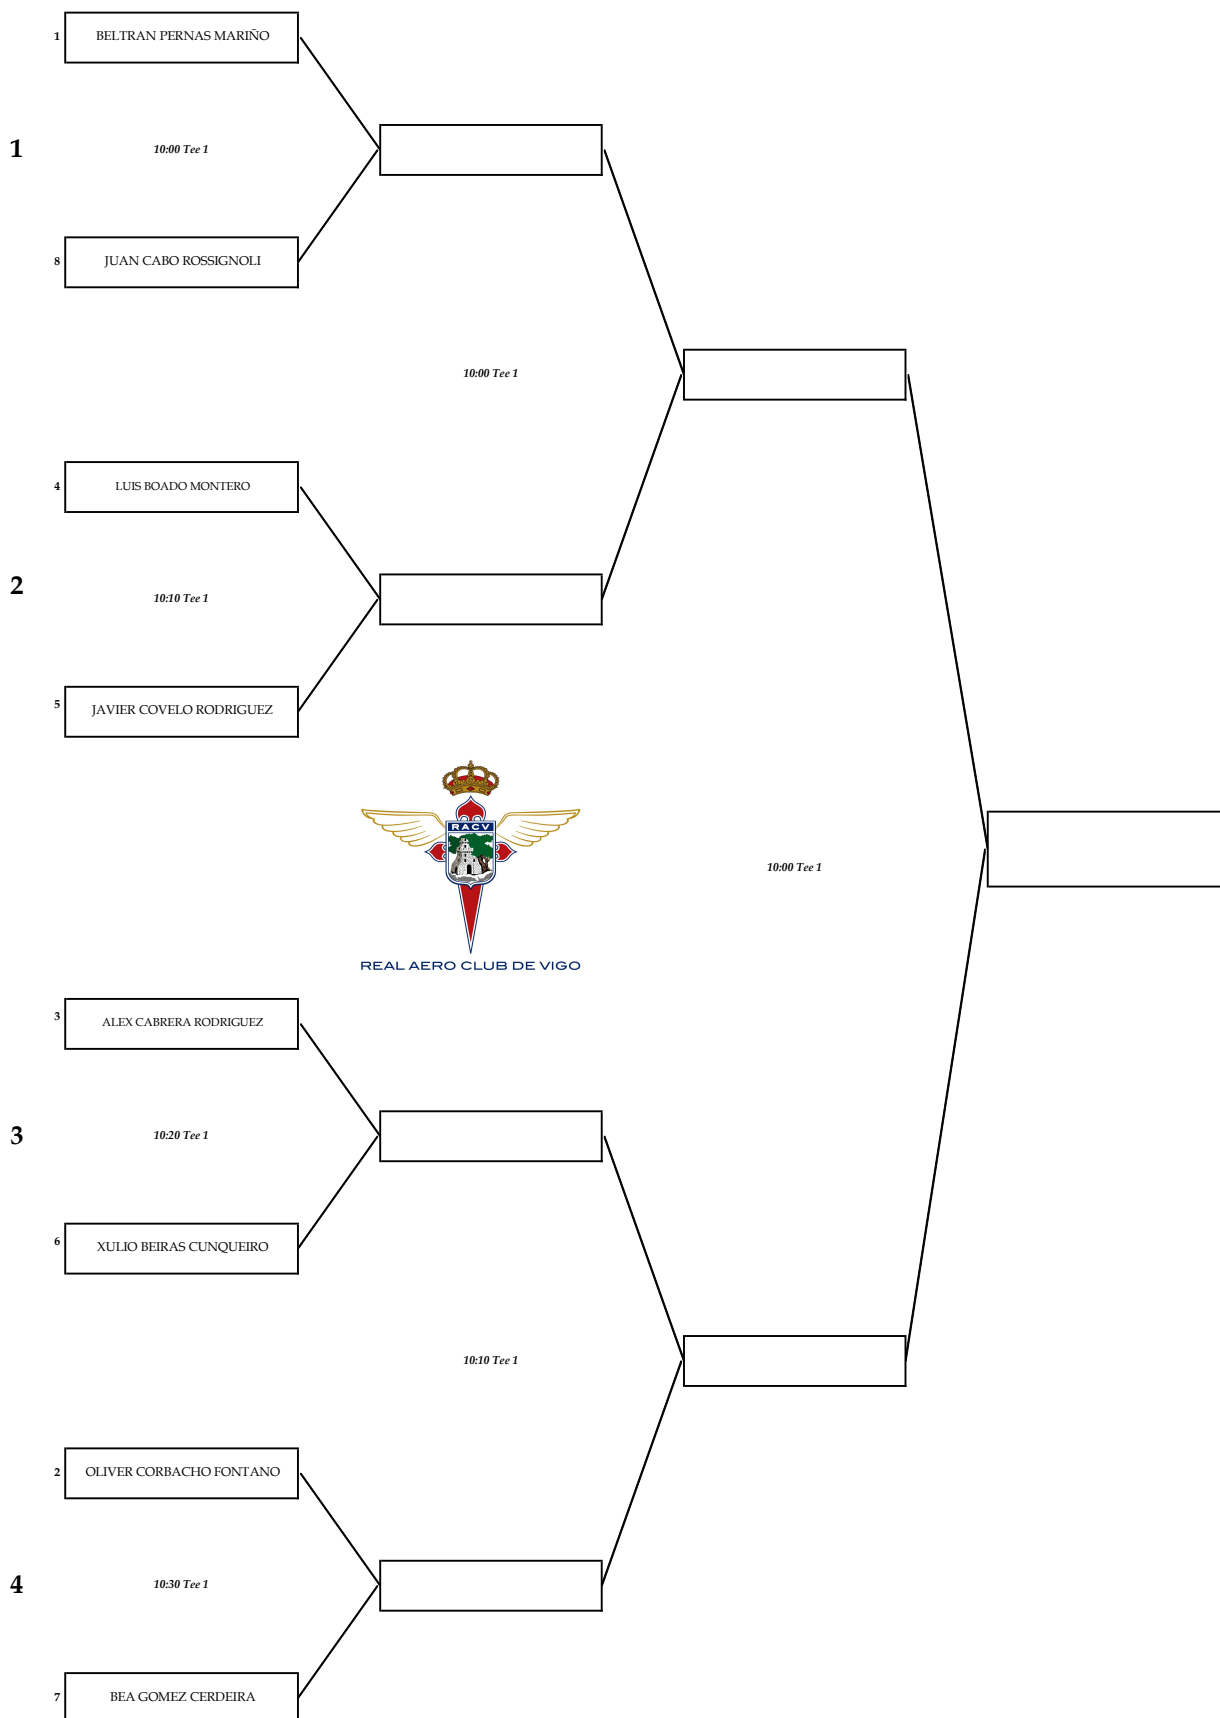 1 BELTRAN PERNAS MARIÑO
1 10:00 Tee 1
8 JUAN CABO ROSSIGNOLI
10:00 Tee 1
4 LUIS BOADO MONTERO
2 10:10 Tee 1
5 JAVIER COVELO RODRIGUEZ
RACV
10:00 Tee 1
REAL AERO CLUB DE VIGO
3 ALEX CABRERA RODRIGUEZ
3 10:20 Tee 1
6 XULIO BEIRAS CUNQUEIRO
10:10 Tee 1
2 OLIVER CORBACHO FONTANO
4 10:30 Tee 1
7 BEA GOMEZ CERDEIRA